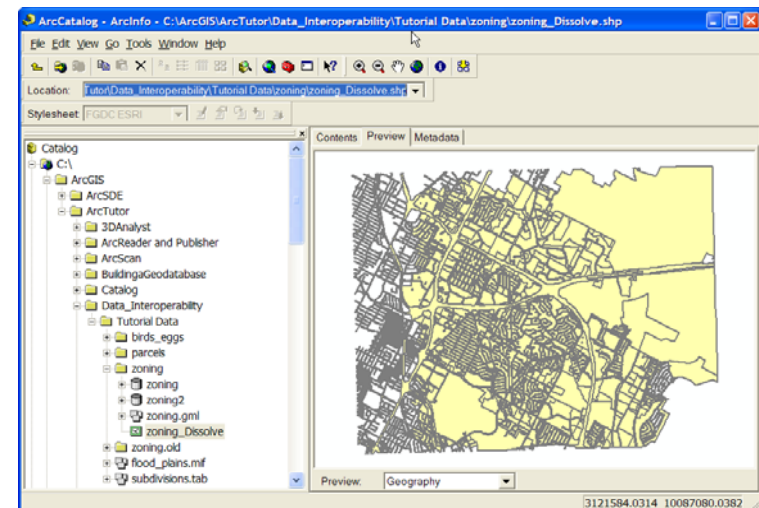 ArcCatalog - ArcInfo - C:\ArcGIS\ArcTutor\Data_Interoperability\Tutorial Data\zoning\zoning_Dissolve.shp
File Edit View Go Tools Window Help
Location: Tutor\Data_Interoperability\Tutorial Data\zoning\zoning_Dissolve.shp
Stylesheet: FGDC ESRI
Contents Preview Metadata
Catalog
C:\
ArcGIS
ArcSDE
ArcTutor
3DAnalyst
ArcReader and Publisher
ArcScan
BuildingaGeodatabase
Catalog
Data_Interoperability
Tutorial Data
birds_eggs
parcels
zoning
zoning
zoning2
zoning.gml
zoning_Dissolve
zoning.old
flood_plains.mif
subdivisions.tab
Preview: Geography
3121584.0314 10087080.0382